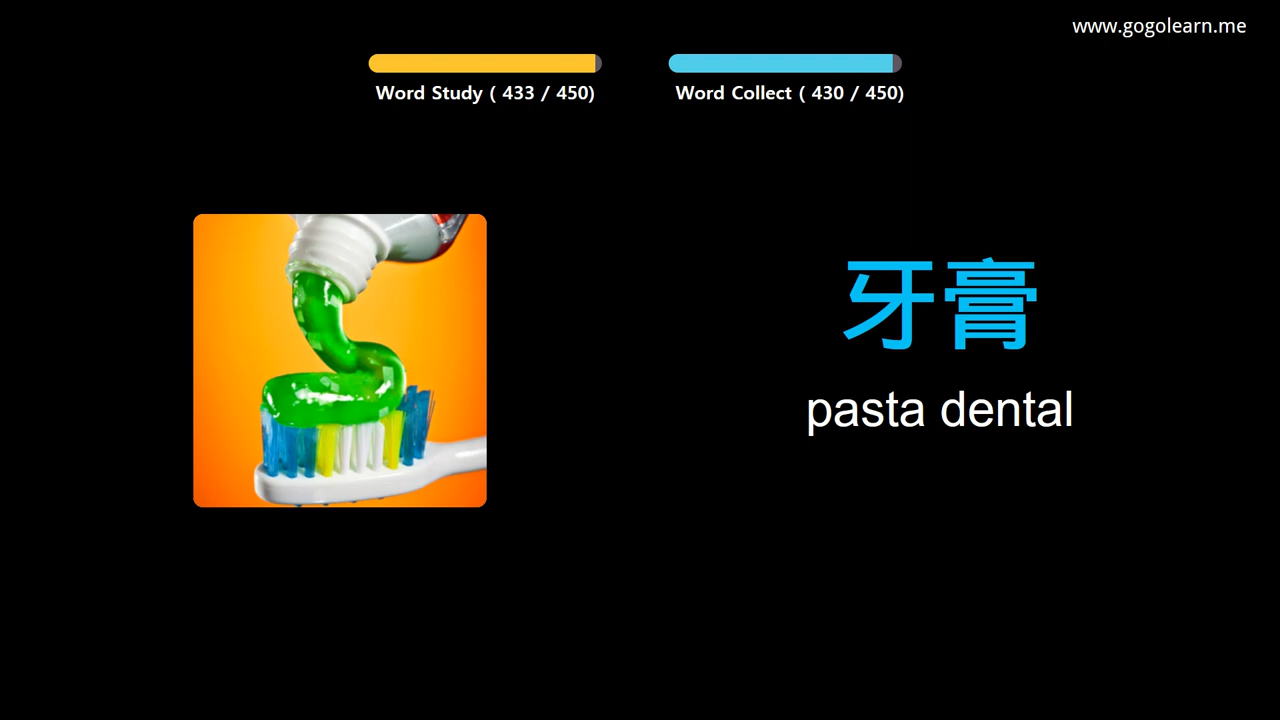 www.gogolearn.me
Word Study ( 433 / 450)
Word Collect ( 430 / 450)
牙膏
pasta dental